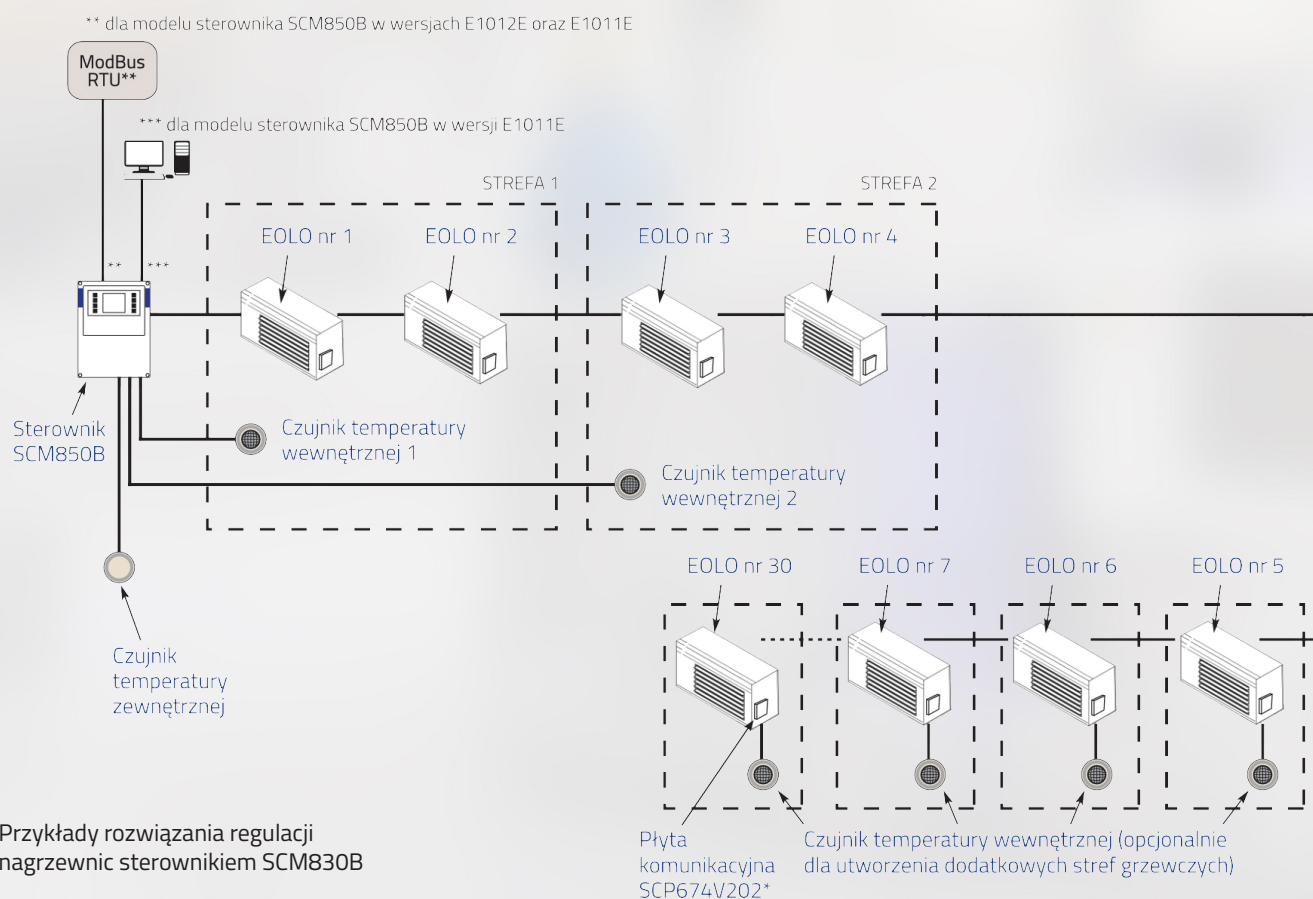 ** dla modelu sterownika SCM850B w wersjach E1012E oraz E1011E
ModBus
RTU**
*** dla modelu sterownika SCM850B w wersji E1011E
STREFA 1
STREFA 2
EOLO nr 1
EOLO nr 2
EOLO nr 3
EOLO nr 4
**
***
Sterownik
SCM850B
Czujnik temperatury
wewnętrznej 1
Czujnik temperatury
wewnętrznej 2
EOLO nr 30
EOLO nr 7
EOLO nr 6
EOLO nr 5
Czujnik
temperatury
zewnętrznej
Przykłady rozwiązania regulacji
nagrzewnic sterownikiem SCM830B
Płyta
komunikacyjna
SCP674V202*
Czujnik temperatury wewnętrznej (opcjonalnie
dla utworzenia dodatkowych stref grzewczych)